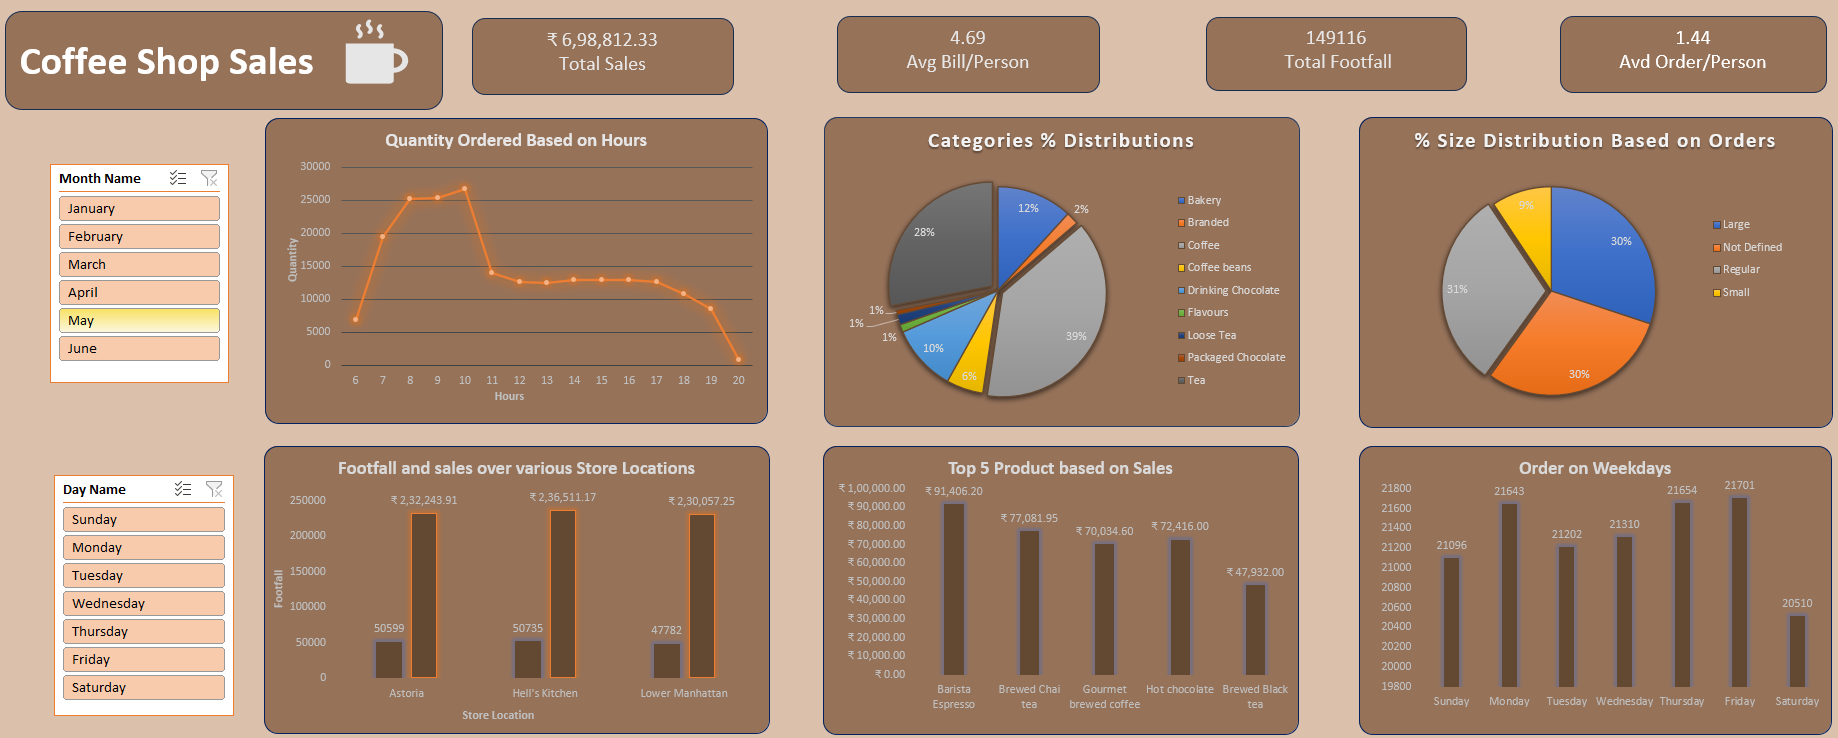 Coffee Shop Sales
₹ 6,98,812.33
Total Sales
4.69
Avg Bill/Person
149116
Total Footfall
1.44
Avd Order/Person
Month Name
January
February
March
April
May
June
Quantity Ordered Based on Hours
30000
25000
20000
15000
10000
5000
0
Quantity
6 7 8 9 10 11 12 13 14 15 16 17 18 19 20
Hours
Categories % Distributions
12%
2%
39%
6%
10%
1%
1%
1%
28%
Bakery
Branded
Coffee
Coffee beans
Drinking Chocolate
Flavours
Loose Tea
Packaged Chocolate
Tea
% Size Distribution Based on Orders
9%
30%
31%
30%
Large
Not Defined
Regular
Small
Day Name
Sunday
Monday
Tuesday
Wednesday
Thursday
Friday
Saturday
Footfall and sales over various Store Locations
250000
200000
150000
100000
50000
0
Footfall
₹ 2,32,243.91
₹ 2,36,511.17
₹ 2,30,057.25
50599
50735
47782
Astoria Hell's Kitchen Lower Manhattan
Store Location
Top 5 Product based on Sales
₹ 1,00,000.00
₹ 90,000.00
₹ 80,000.00
₹ 70,000.00
₹ 60,000.00
₹ 50,000.00
₹ 40,000.00
₹ 30,000.00
₹ 20,000.00
₹ 10,000.00
₹ 0.00
₹ 91,406.20
₹ 77,081.95
₹ 70,034.60
₹ 72,416.00
₹ 47,932.00
Barista
Espresso
Brewed Chai
tea
Gourmet
brewed coffee
Hot chocolate
Brewed Black
tea
Order on Weekdays
21800
21600
21400
21200
21000
20800
20600
20400
20200
20000
19800
21096
21643
21202
21310
21654
21701
20510
Sunday Monday Tuesday Wednesday Thursday Friday Saturday